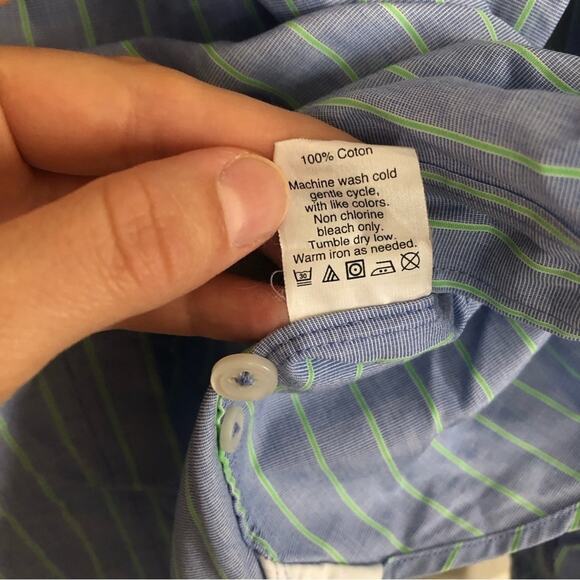 100% Coton
Machine wash cold
gentle cycle,
with like colors.
Non chlorine
bleach only.
Tumble dry low.
Warm iron as needed.
30